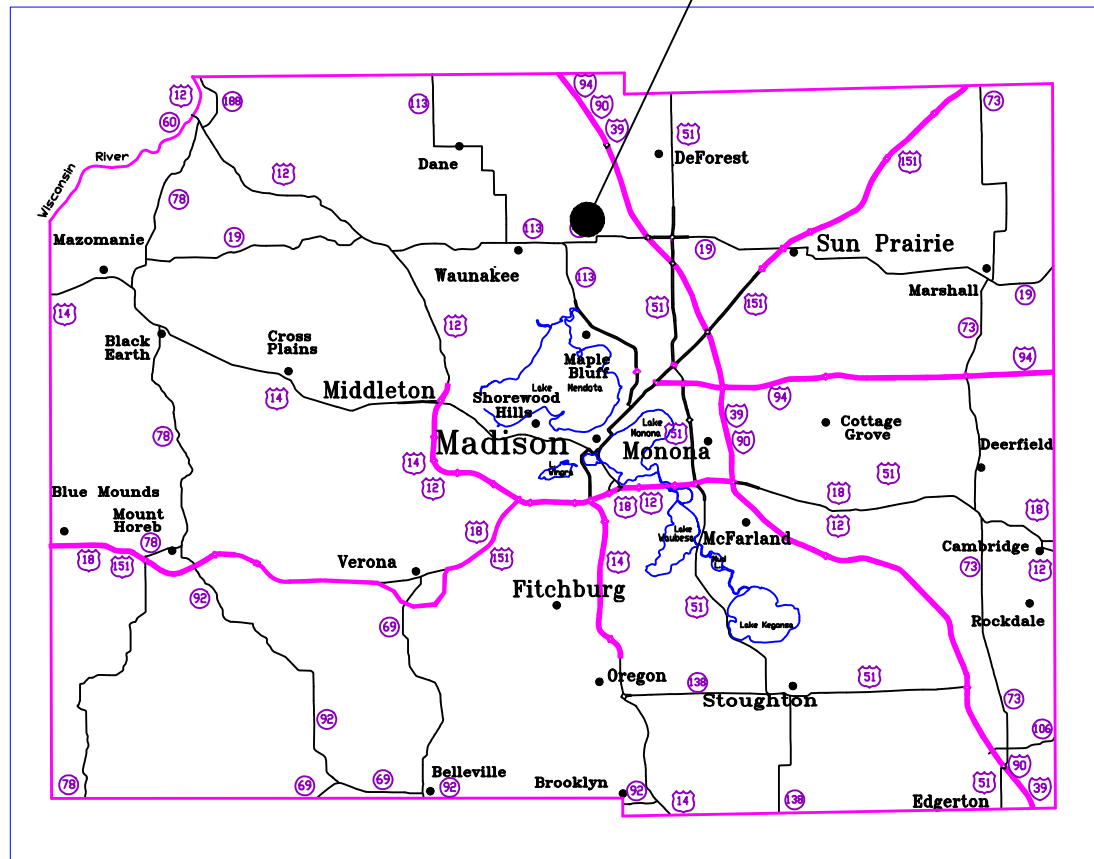 94
12
188
90
113
73
60
39
51
DeForest
Dane
151
Wisconsin
River
12
78
Mazomanie
19
113
19
Sun Prairie
Waunakee
113
Marshall
19
14
51
151
12
73
Black
Earth
Cross
Plains
Maple
Bluff
94
Middleton
Lake
Mendota
14
94
Shorewood
Hills
39
Cottage
Grove
Lake
Monona
51
78
Madison
Monona
90
Deerfield
14
L.
Wingra
51
12
Blue Mounds
18
18
12
18
Mount
Horeb
12
18
Lake
Waubesa
McFarland
78
Cambridge
18
151
151
Verona
14
Mud
L.
73
12
92
Fitchburg
51
Rockdale
69
Lake Kegonsa
Oregon
138
51
Stoughton
73
92
106
90
78
69
69
Belleville
92
Brooklyn
92
14
138
51
39
Edgerton